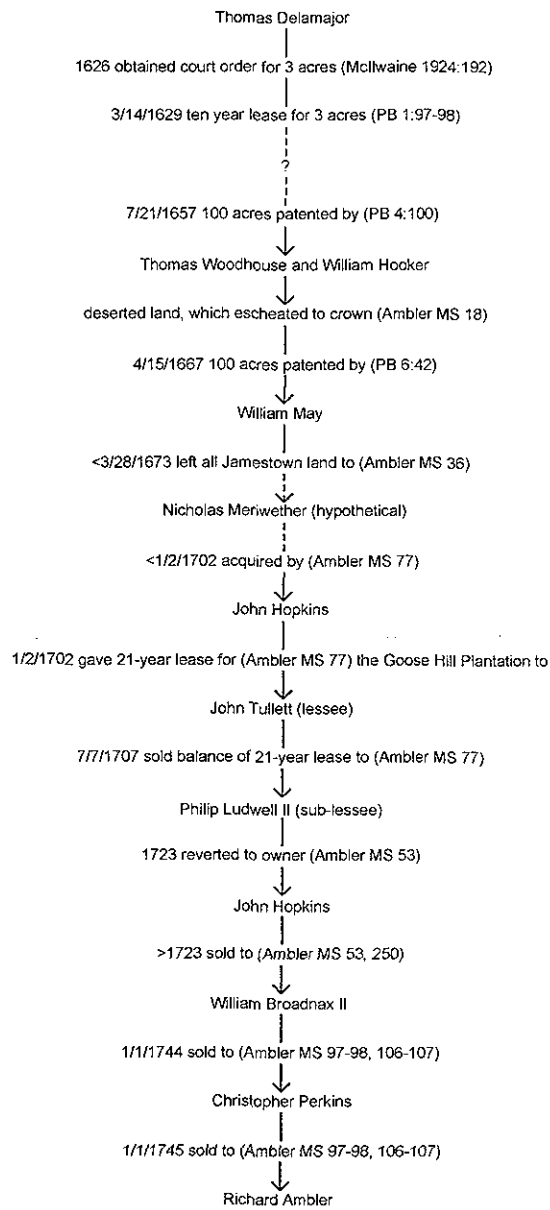 Thomas Delamajor
1626 obtained court order for 3 acres (McIlwaine 1924:192)
3/14/1629 ten year lease for 3 acres (PB 1:97-98)
?
7/21/1657 100 acres patented by (PB 4:100)
Thomas Woodhouse and William Hooker
deserted land, which escheated to crown (Ambler MS 18)
4/15/1667 100 acres patented by (PB 6:42)
William May
<3/28/1673 left all Jamestown land to (Ambler MS 36)
Nicholas Meriwether (hypothetical)
<1/2/1702 acquired by (Ambler MS 77)
John Hopkins
1/2/1702 gave 21-year lease for (Ambler MS 77) the Goose Hill Plantation to
John Tullett (lessee)
7/7/1707 sold balance of 21-year lease to (Ambler MS 77)
Philip Ludwell II (sub-lessee)
1723 reverted to owner (Ambler MS 53)
John Hopkins
>1723 sold to (Ambler MS 53, 250)
William Broadnax II
1/1/1744 sold to (Ambler MS 97-98, 106-107)
Christopher Perkins
1/1/1745 sold to (Ambler MS 97-98, 106-107)
Richard Ambler